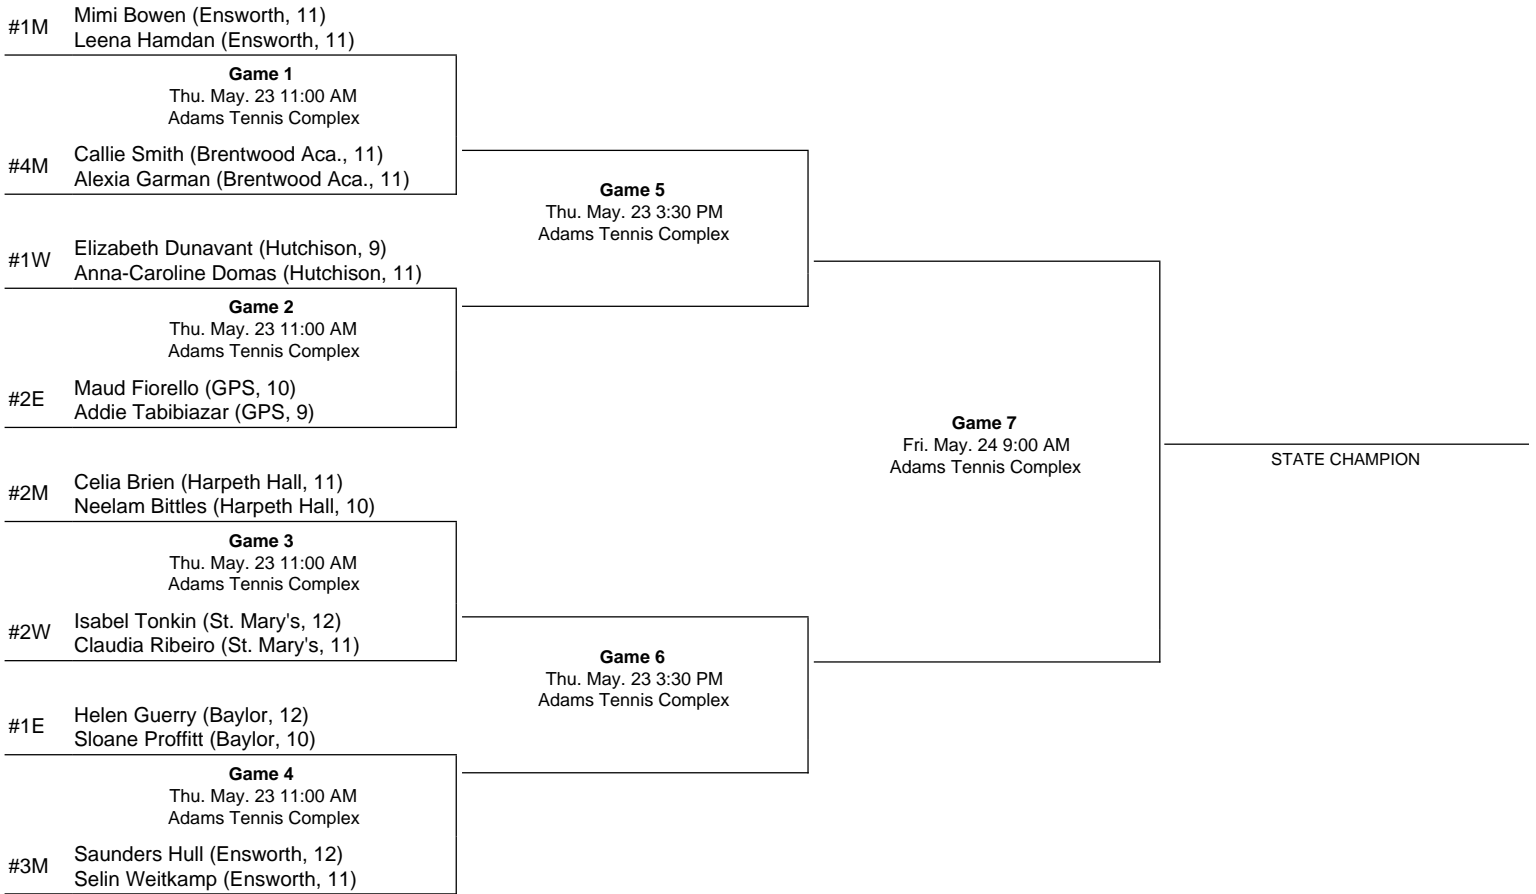 #1M
Mimi Bowen (Ensworth, 11)
Leena Hamdan (Ensworth, 11)
Game 1
Thu. May. 23 11:00 AM
Adams Tennis Complex
#4M
Callie Smith (Brentwood Aca., 11)
Alexia Garman (Brentwood Aca., 11)
Game 5
Thu. May. 23 3:30 PM
Adams Tennis Complex
#1W
Elizabeth Dunavant (Hutchison, 9)
Anna-Caroline Domas (Hutchison, 11)
Game 2
Thu. May. 23 11:00 AM
Adams Tennis Complex
#2E
Maud Fiorello (GPS, 10)
Addie Tabibiazar (GPS, 9)
Game 7
Fri. May. 24 9:00 AM
Adams Tennis Complex
STATE CHAMPION
#2M
Celia Brien (Harpeth Hall, 11)
Neelam Bittles (Harpeth Hall, 10)
Game 3
Thu. May. 23 11:00 AM
Adams Tennis Complex
#2W
Isabel Tonkin (St. Mary's, 12)
Claudia Ribeiro (St. Mary's, 11)
Game 6
Thu. May. 23 3:30 PM
Adams Tennis Complex
#1E
Helen Guerry (Baylor, 12)
Sloane Proffitt (Baylor, 10)
Game 4
Thu. May. 23 11:00 AM
Adams Tennis Complex
#3M
Saunders Hull (Ensworth, 12)
Selin Weitkamp (Ensworth, 11)